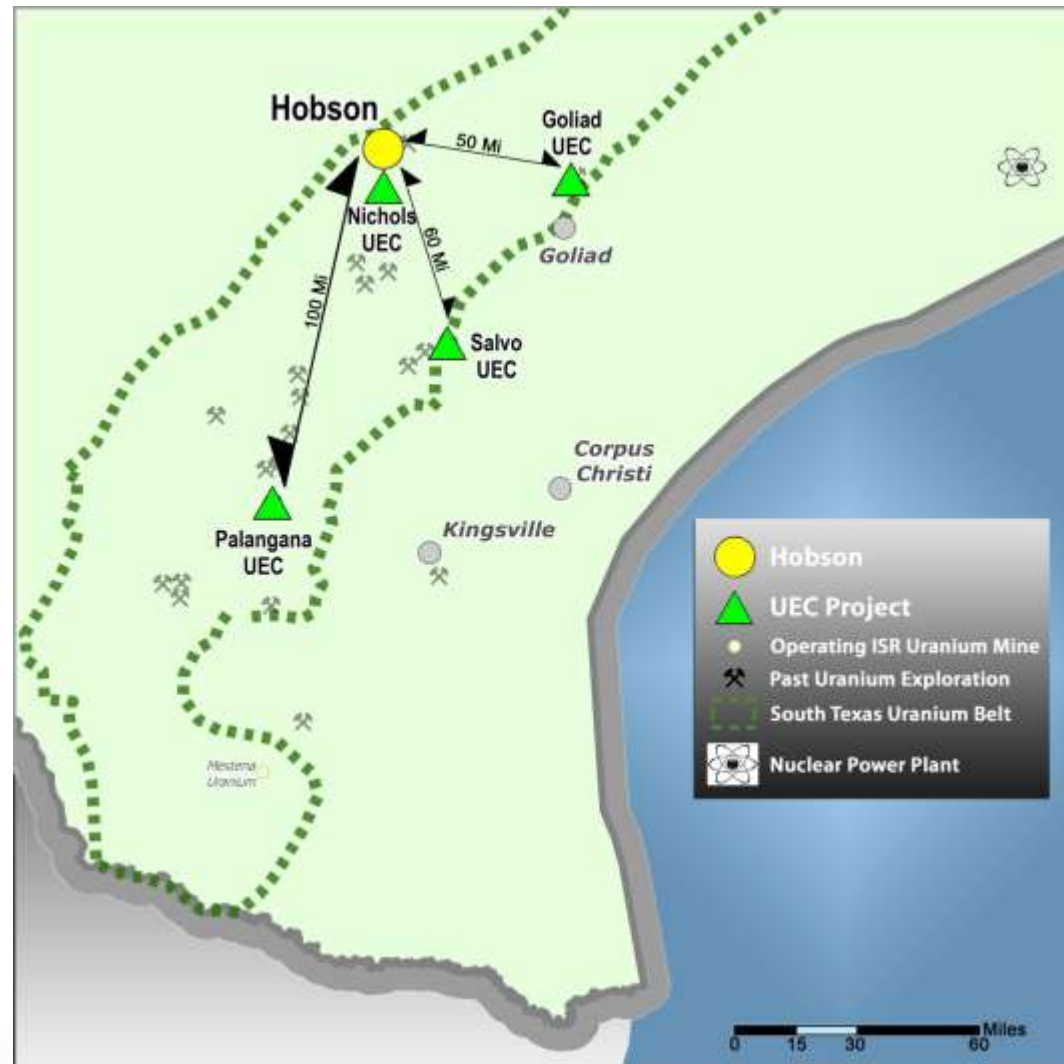 Hobson
50 Mi
Goliad
UEC
Nichols
UEC
Goliad
60 Mi
100 Mi
Salvo
UEC
Corpus
Christi
Kingsville
Palangana
UEC
Mestena
Uranium
Hobson
UEC Project
Operating ISR Uranium Mine
Past Uranium Exploration
South Texas Uranium Belt
Nuclear Power Plant
Miles
0 15 30 60